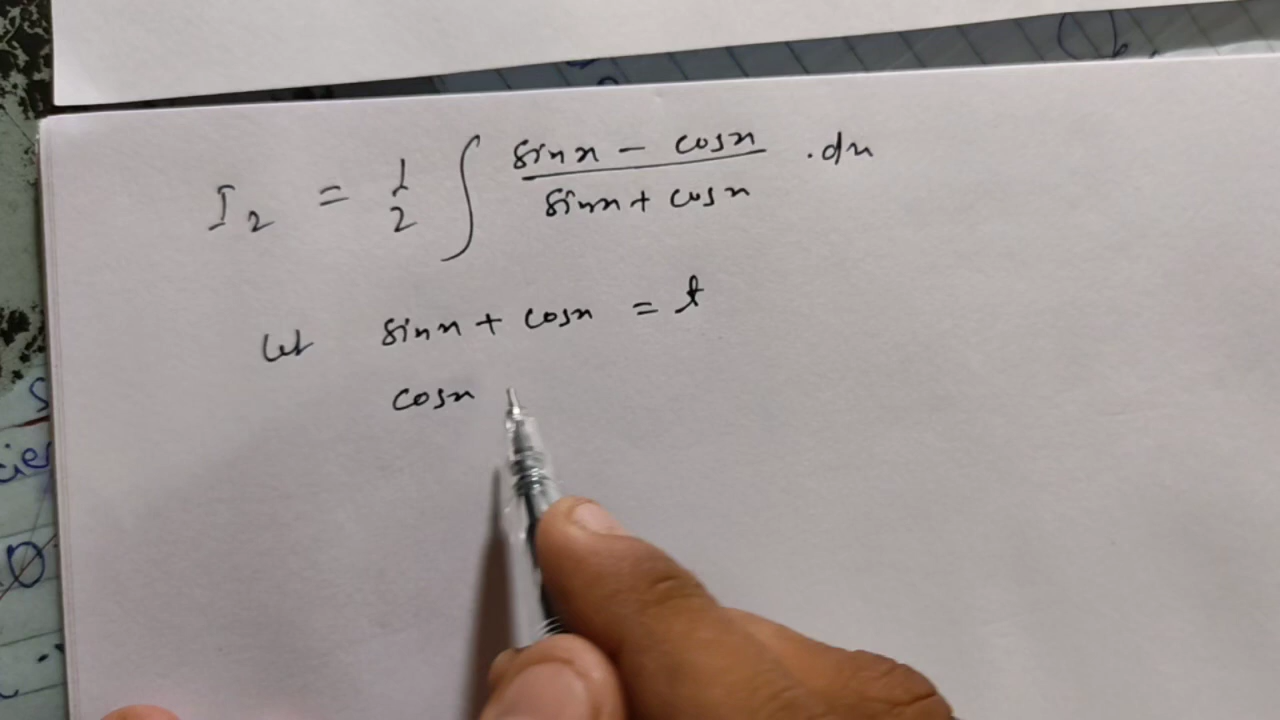 I₂ = 1/2 ∫ (sinx - cosx)/(sinx + cosx) .dx
Let sinx + cosx = t
cosx